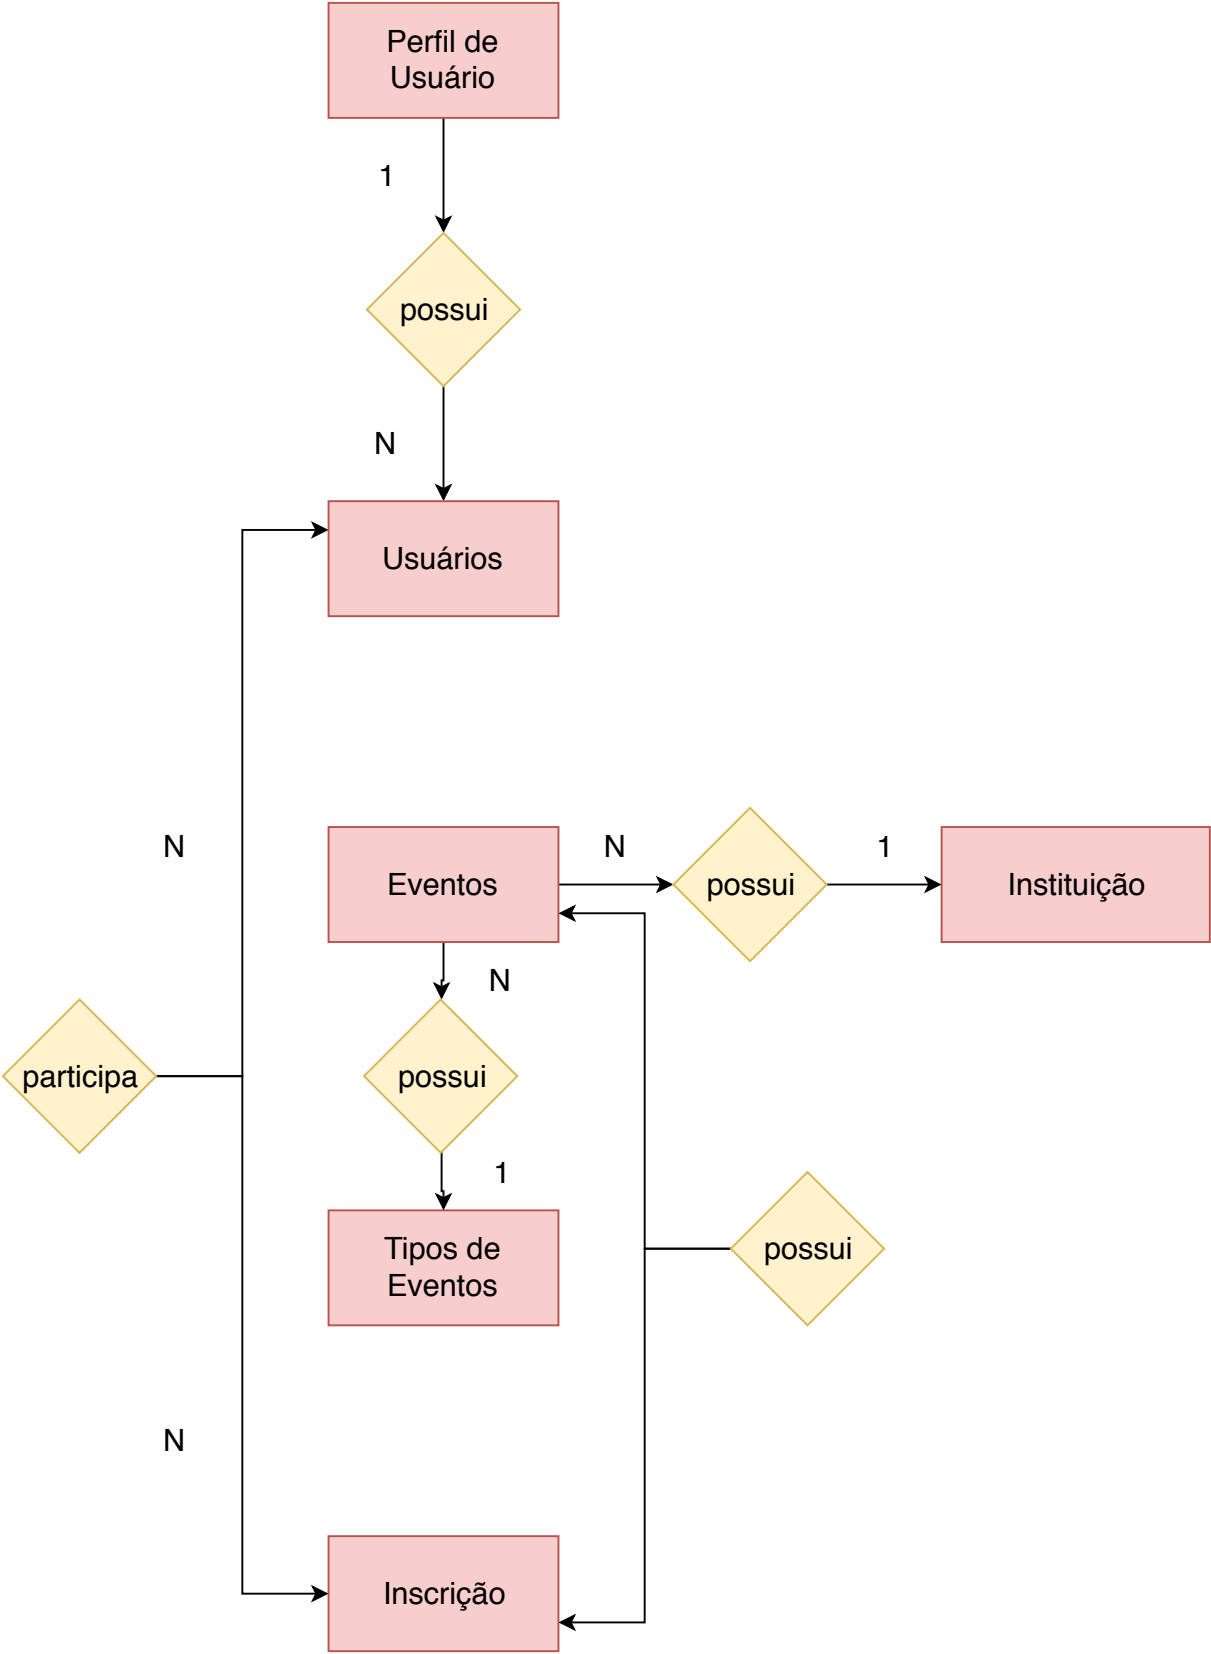 Perfil de
Usuário
1
possui
N
Usuários
N
Eventos
N
possui
1
Instituição
N
participa
possui
1
Tipos de
Eventos
possui
N
Inscrição